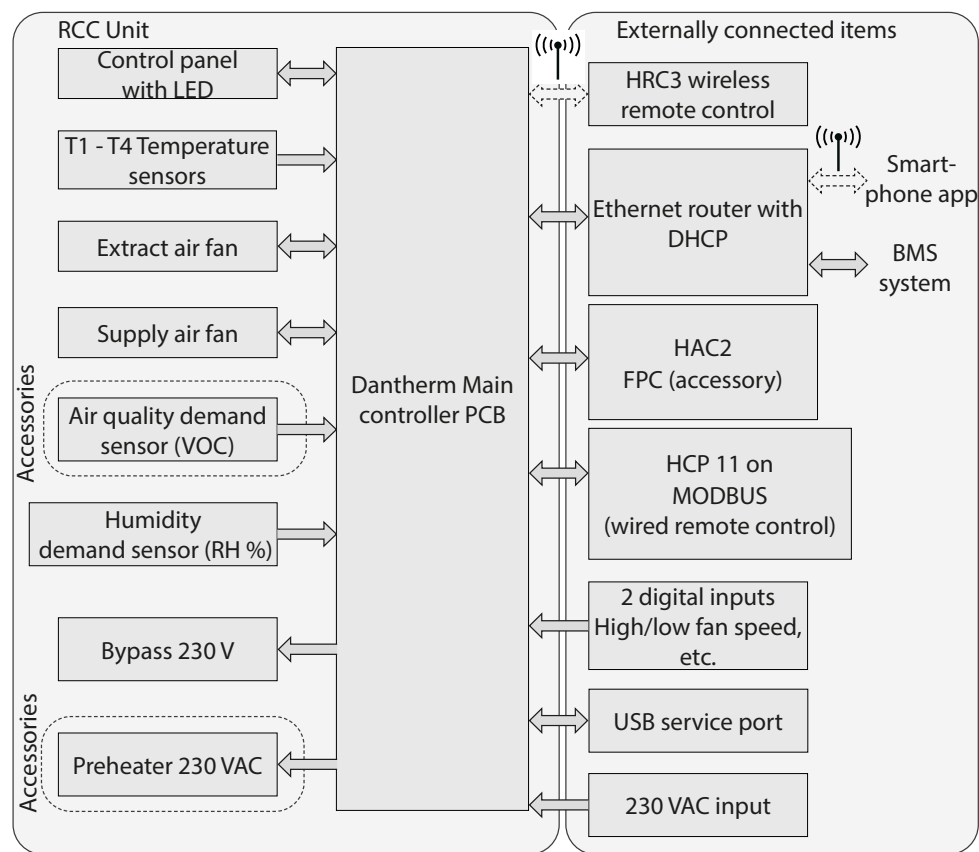 RCC Unit
Control panel
with LED
T1 - T4 Temperature
sensors
Extract air fan
Supply air fan
Accessories
Air quality demand
sensor (VOC)
Humidity
demand sensor (RH %)
Bypass 230 V
Accessories
Preheater 230 VAC
Dantherm Main
controller PCB
Externally connected items
HRC3 wireless
remote control
Ethernet router with
DHCP
Smart-
phone app
BMS
system
HAC2
FPC (accessory)
HCP 11 on
MODBUS
(wired remote control)
2 digital inputs
High/low fan speed,
etc.
USB service port
230 VAC input